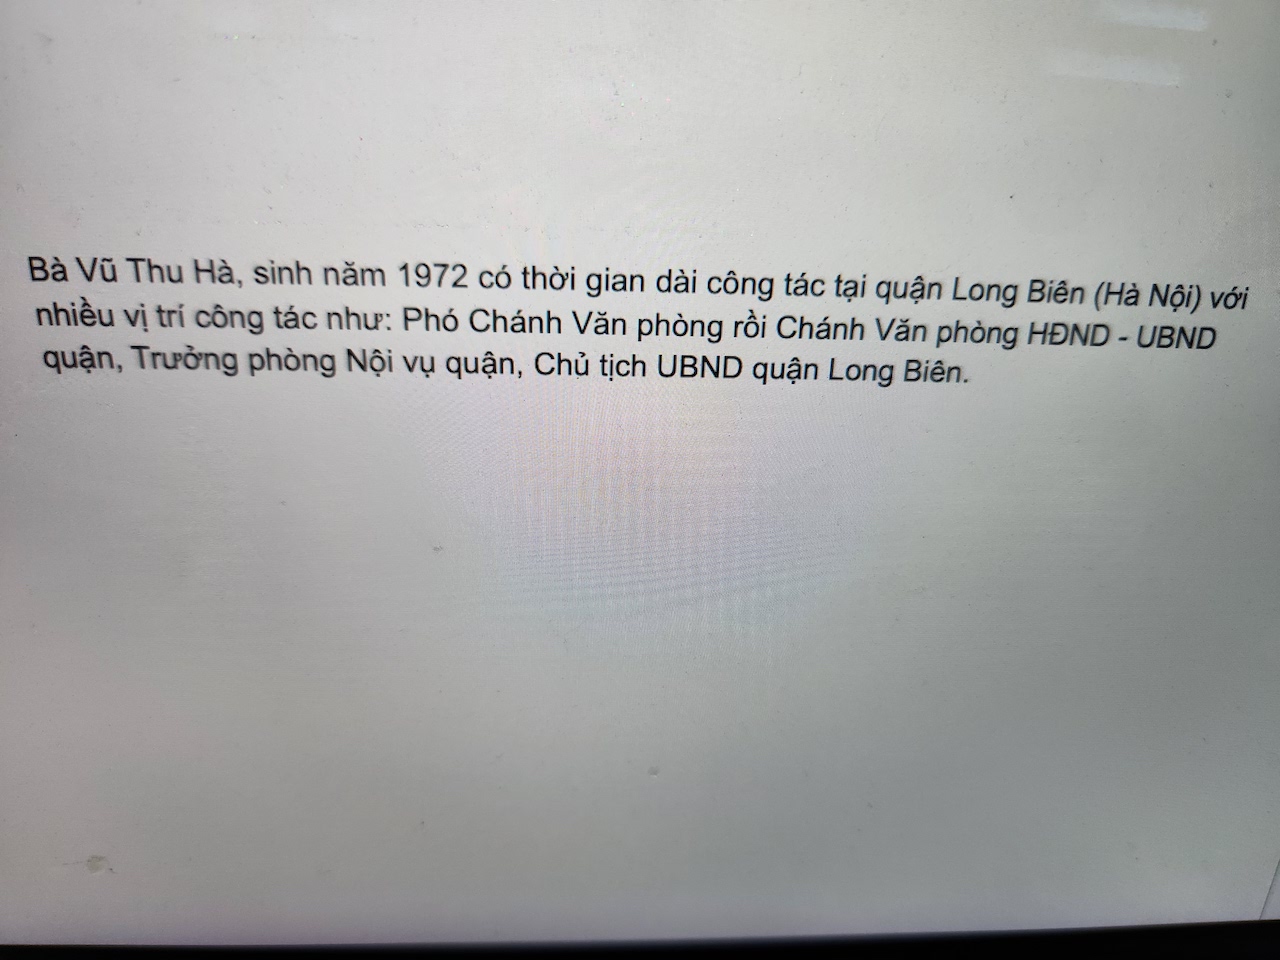 Bà Vũ Thu Hà, sinh năm 1972 có thời gian dài công tác tại quận Long Biên (Hà Nội) với
nhiều vị trí công tác như: Phó Chánh Văn phòng rồi Chánh Văn phòng HĐND - UBND
quận, Trưởng phòng Nội vụ quận, Chủ tịch UBND quận Long Biên.